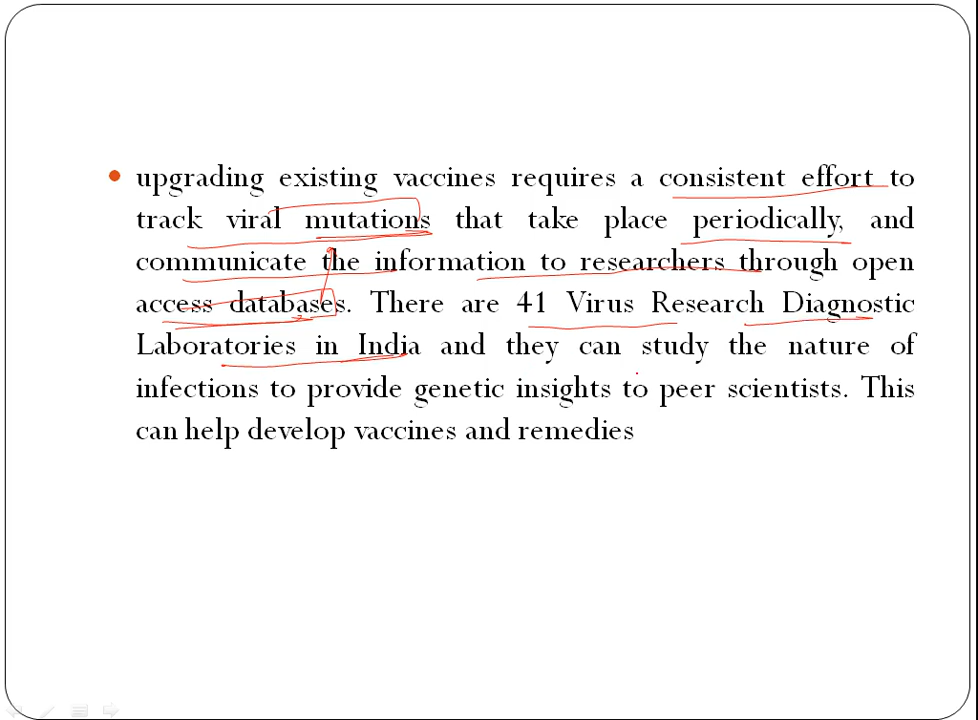 upgrading existing vaccines requires a consistent effort to
track viral mutations that take place periodically, and
communicate the information to researchers through open
access databases. There are 41 Virus Research Diagnostic
Laboratories in India and they can study the nature of
infections to provide genetic insights to peer scientists. This
can help develop vaccines and remedies